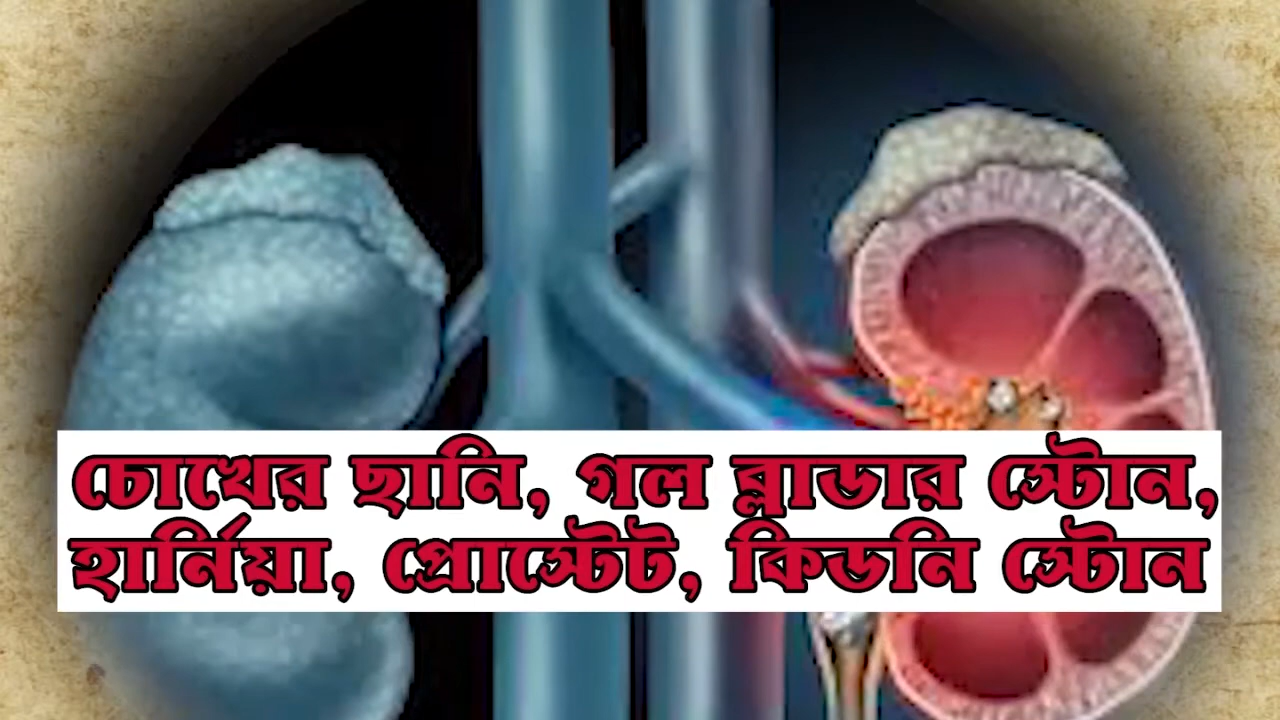 চোখের ছানি, গল ব্লাডার স্টোন,
হার্নিয়া, প্রোস্টেট, কিডনি স্টোন